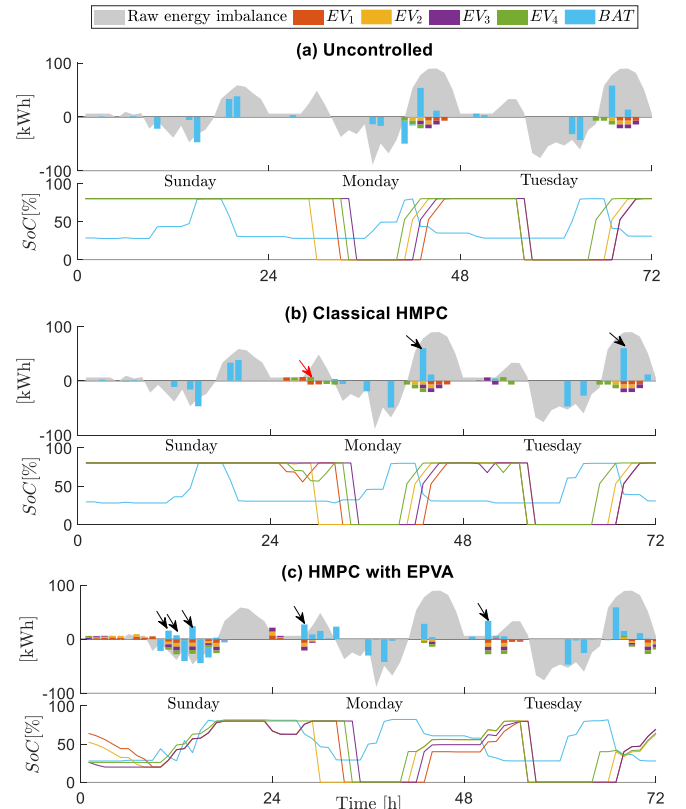 Raw energy imbalance EV₁ EV₂ EV₃ EV₄ BAT
(a) Uncontrolled
100
0
-100
[kWh]
Sunday Monday Tuesday
100
50
0
SoC[%]
0 24 48 72
(b) Classical HMPC
100
0
-100
[kWh]
Sunday Monday Tuesday
100
50
0
SoC[%]
0 24 48 72
(c) HMPC with EPVA
100
0
-100
[kWh]
Sunday Monday Tuesday
100
50
0
SoC[%]
0 24 48 72
Time [h]